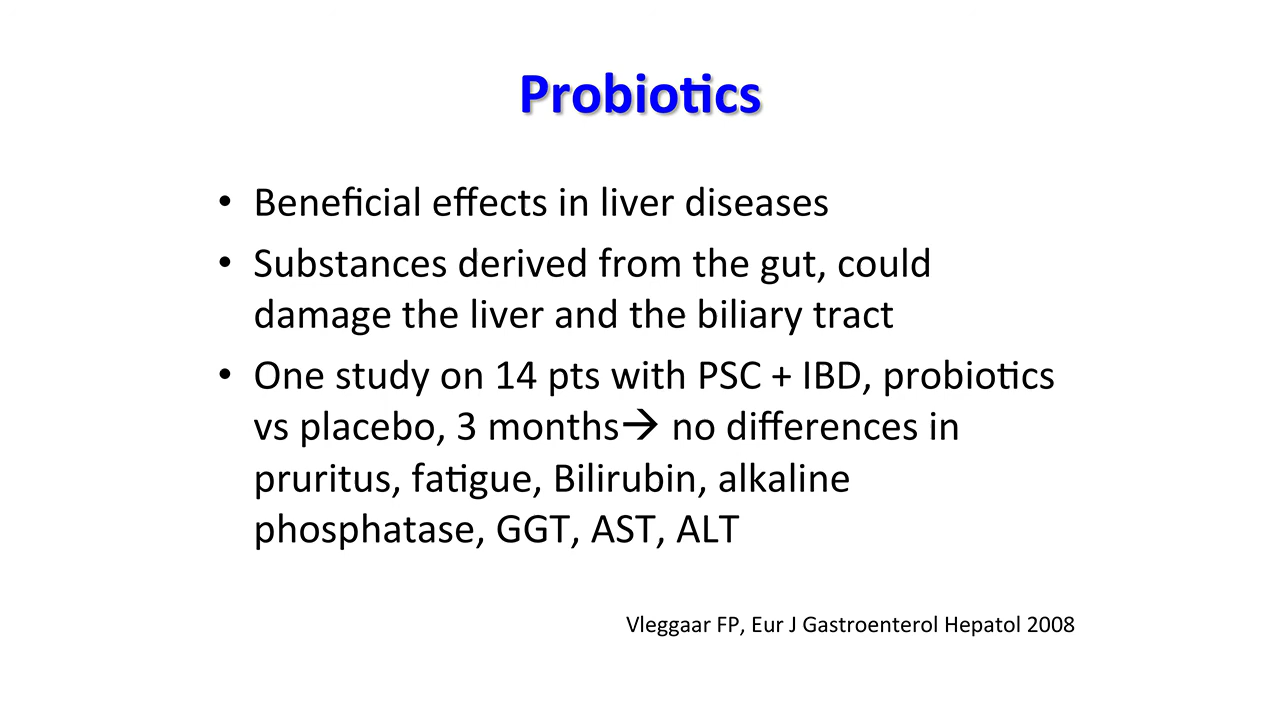 Probiotics
• Beneficial effects in liver diseases
• Substances derived from the gut, could
damage the liver and the biliary tract
• One study on 14 pts with PSC + IBD, probiotics
vs placebo, 3 months→ no differences in
pruritus, fatigue, Bilirubin, alkaline
phosphatase, GGT, AST, ALT
Vleggaar FP, Eur J Gastroenterol Hepatol 2008